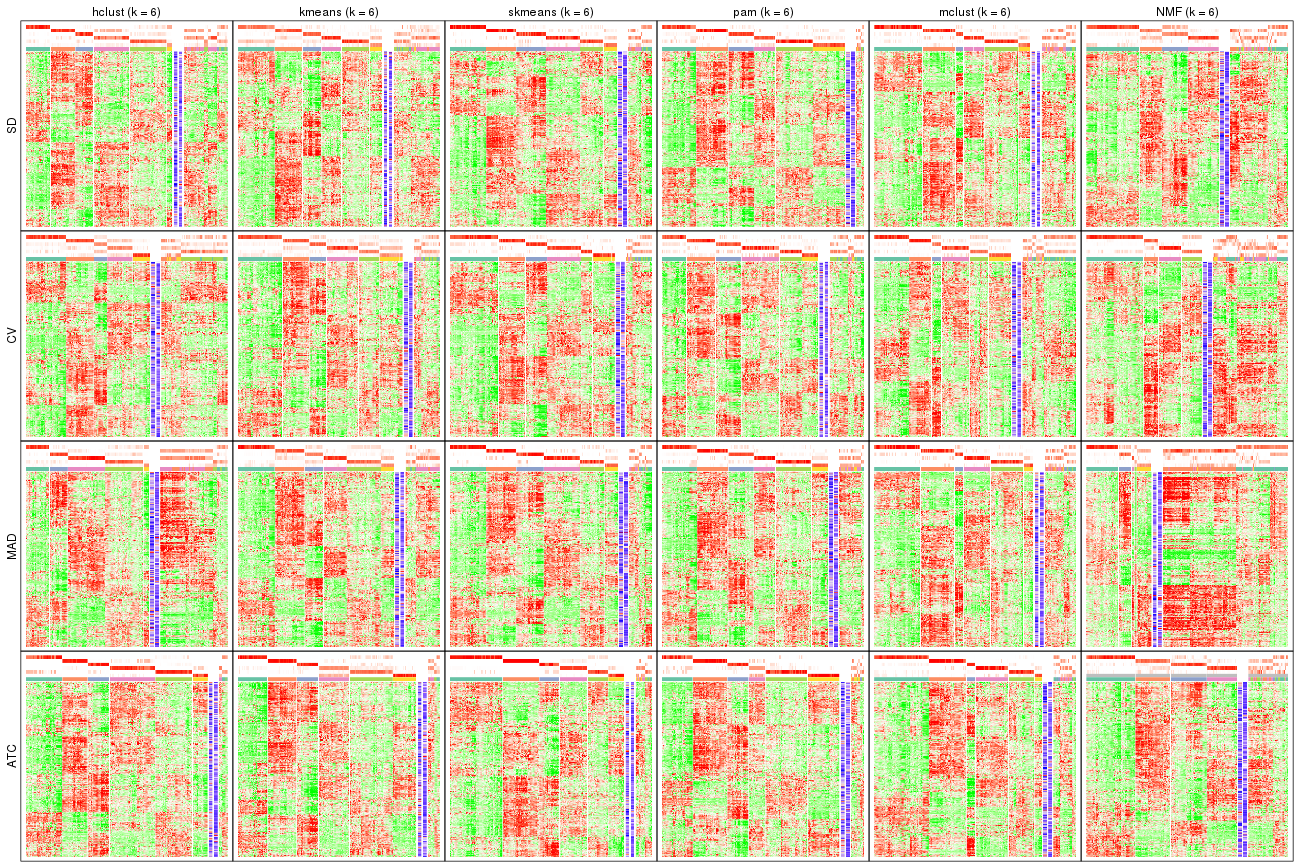 hclust (k = 6) kmeans (k = 6) skmeans (k = 6) pam (k = 6) mclust (k = 6) NMF (k = 6)
SD
CV
MAD
ATC